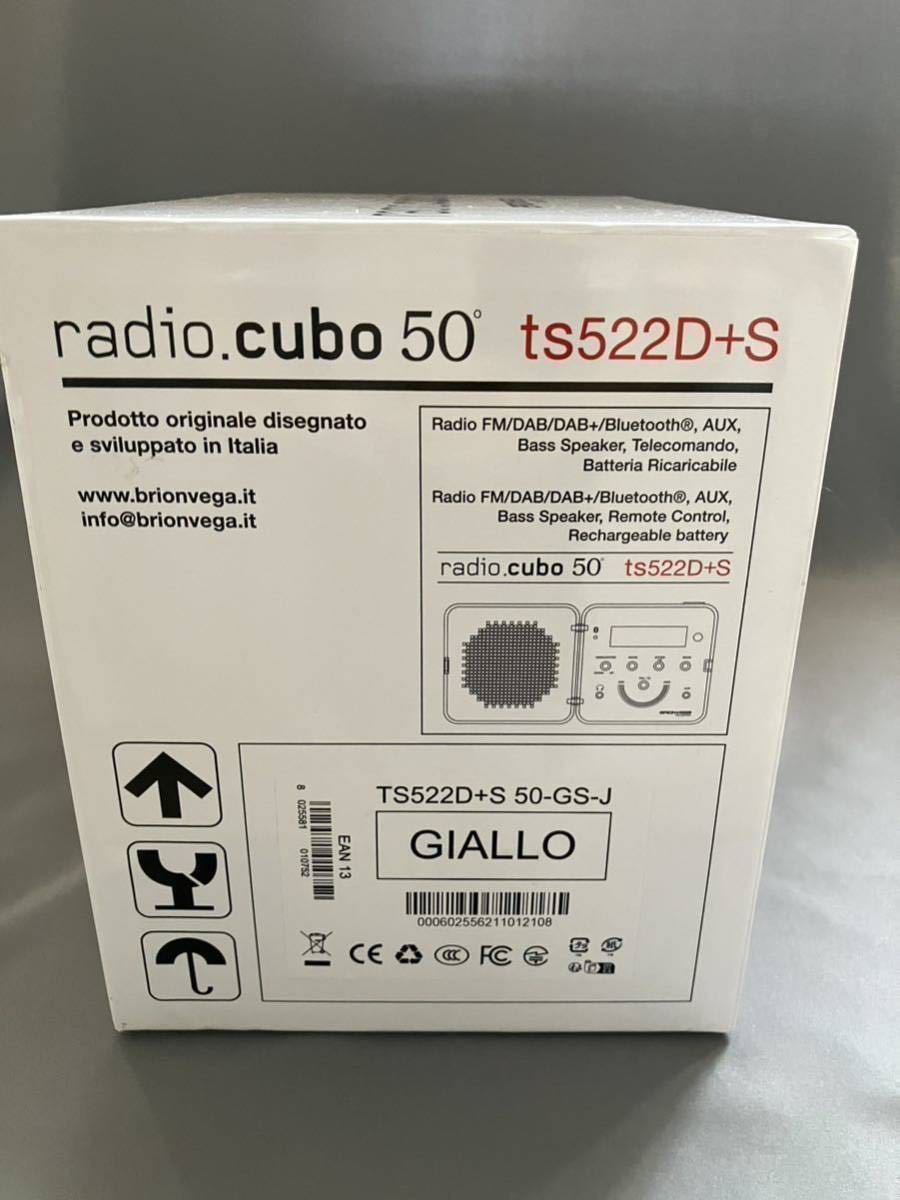 radio.cubo 50° ts522D+S
Prodotto originale disegnato
e sviluppato in Italia
www.brionvega.it
info@brionvega.it
Radio FM/DAB/DAB+/Bluetooth®, AUX,
Bass Speaker, Telecomando,
Batteria Ricaricabile
Radio FM/DAB/DAB+/Bluetooth®, AUX,
Bass Speaker, Remote Control,
Rechargeable battery
radio.cubo 50° ts522D+S
TS522D+S 50-GS-J
GIALLO
8 025581 010752
EAN 13
000602556211012108
CE
CCC
FC